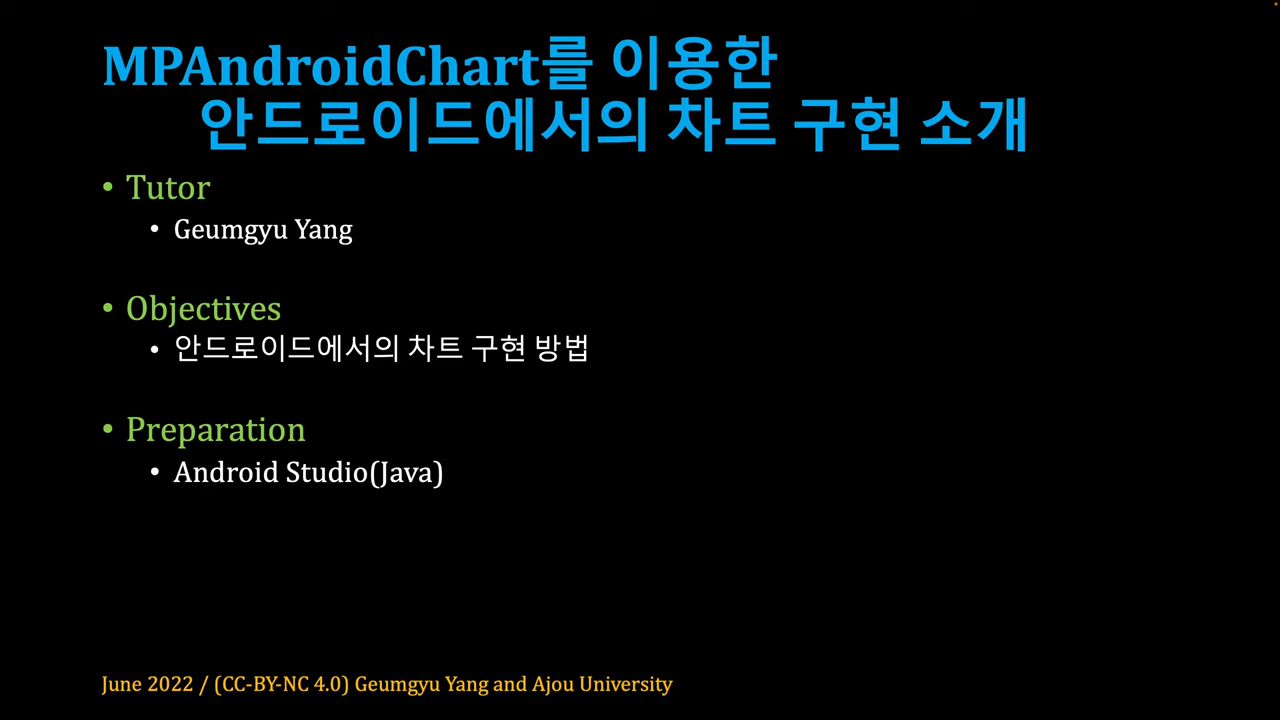 MPAndroidChart를 이용한
안드로이드에서의 차트 구현 소개
• Tutor
• Geumgyu Yang
• Objectives
• 안드로이드에서의 차트 구현 방법
• Preparation
• Android Studio(Java)
June 2022 / (CC-BY-NC 4.0) Geumgyu Yang and Ajou University